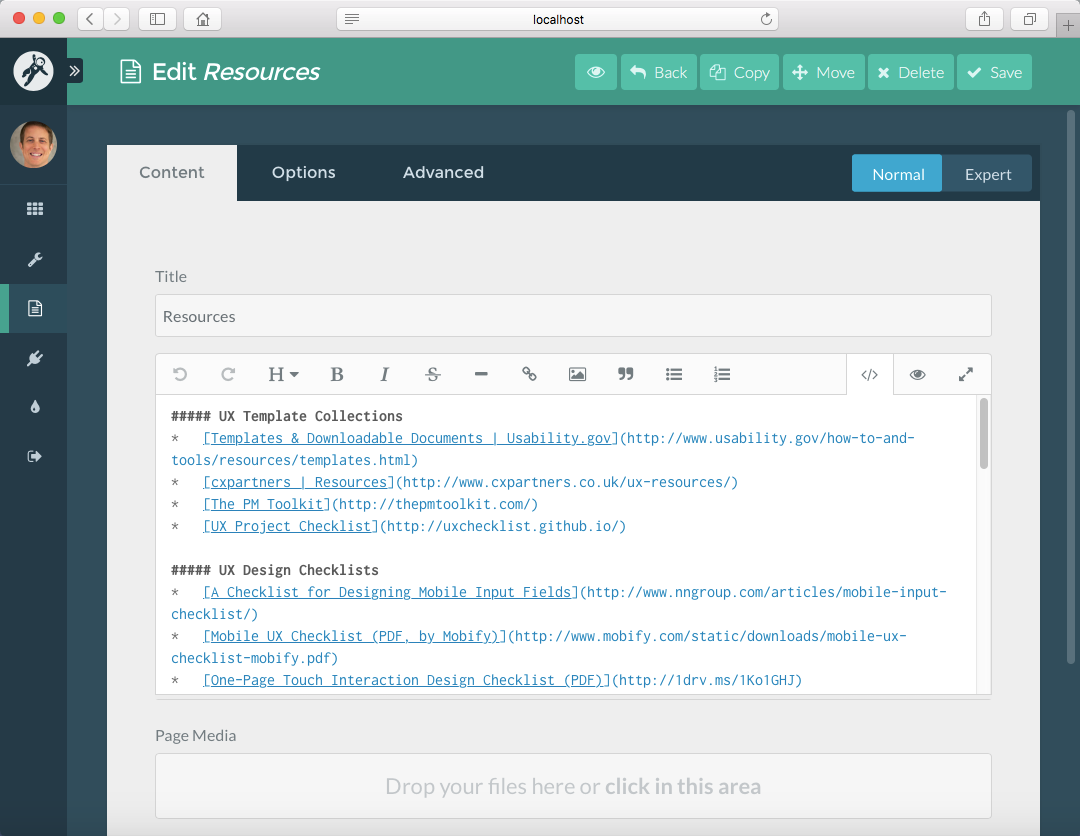 localhost
Edit Resources
Back
Copy
Move
Delete
Save
Content
Options
Advanced
Normal
Expert
Title
Resources
H
B
I
S
##### UX Template Collections
* [Templates & Downloadable Documents | Usability.gov](http://www.usability.gov/how-to-and-
tools/resources/templates.html)
* [cxpartners | Resources](http://www.cxpartners.co.uk/ux-resources/)
* [The PM Toolkit](http://thepmtoolkit.com/)
* [UX Project Checklist](http://uxchecklist.github.io/)
##### UX Design Checklists
* [A Checklist for Designing Mobile Input Fields](http://www.nngroup.com/articles/mobile-input-
checklist/)
* [Mobile UX Checklist (PDF, by Mobify)](http://www.mobify.com/static/downloads/mobile-ux-
checklist-mobify.pdf)
* [One-Page Touch Interaction Design Checklist (PDF)](http://1drv.ms/1Ko1GHJ)
Page Media
Drop your files here or click in this area